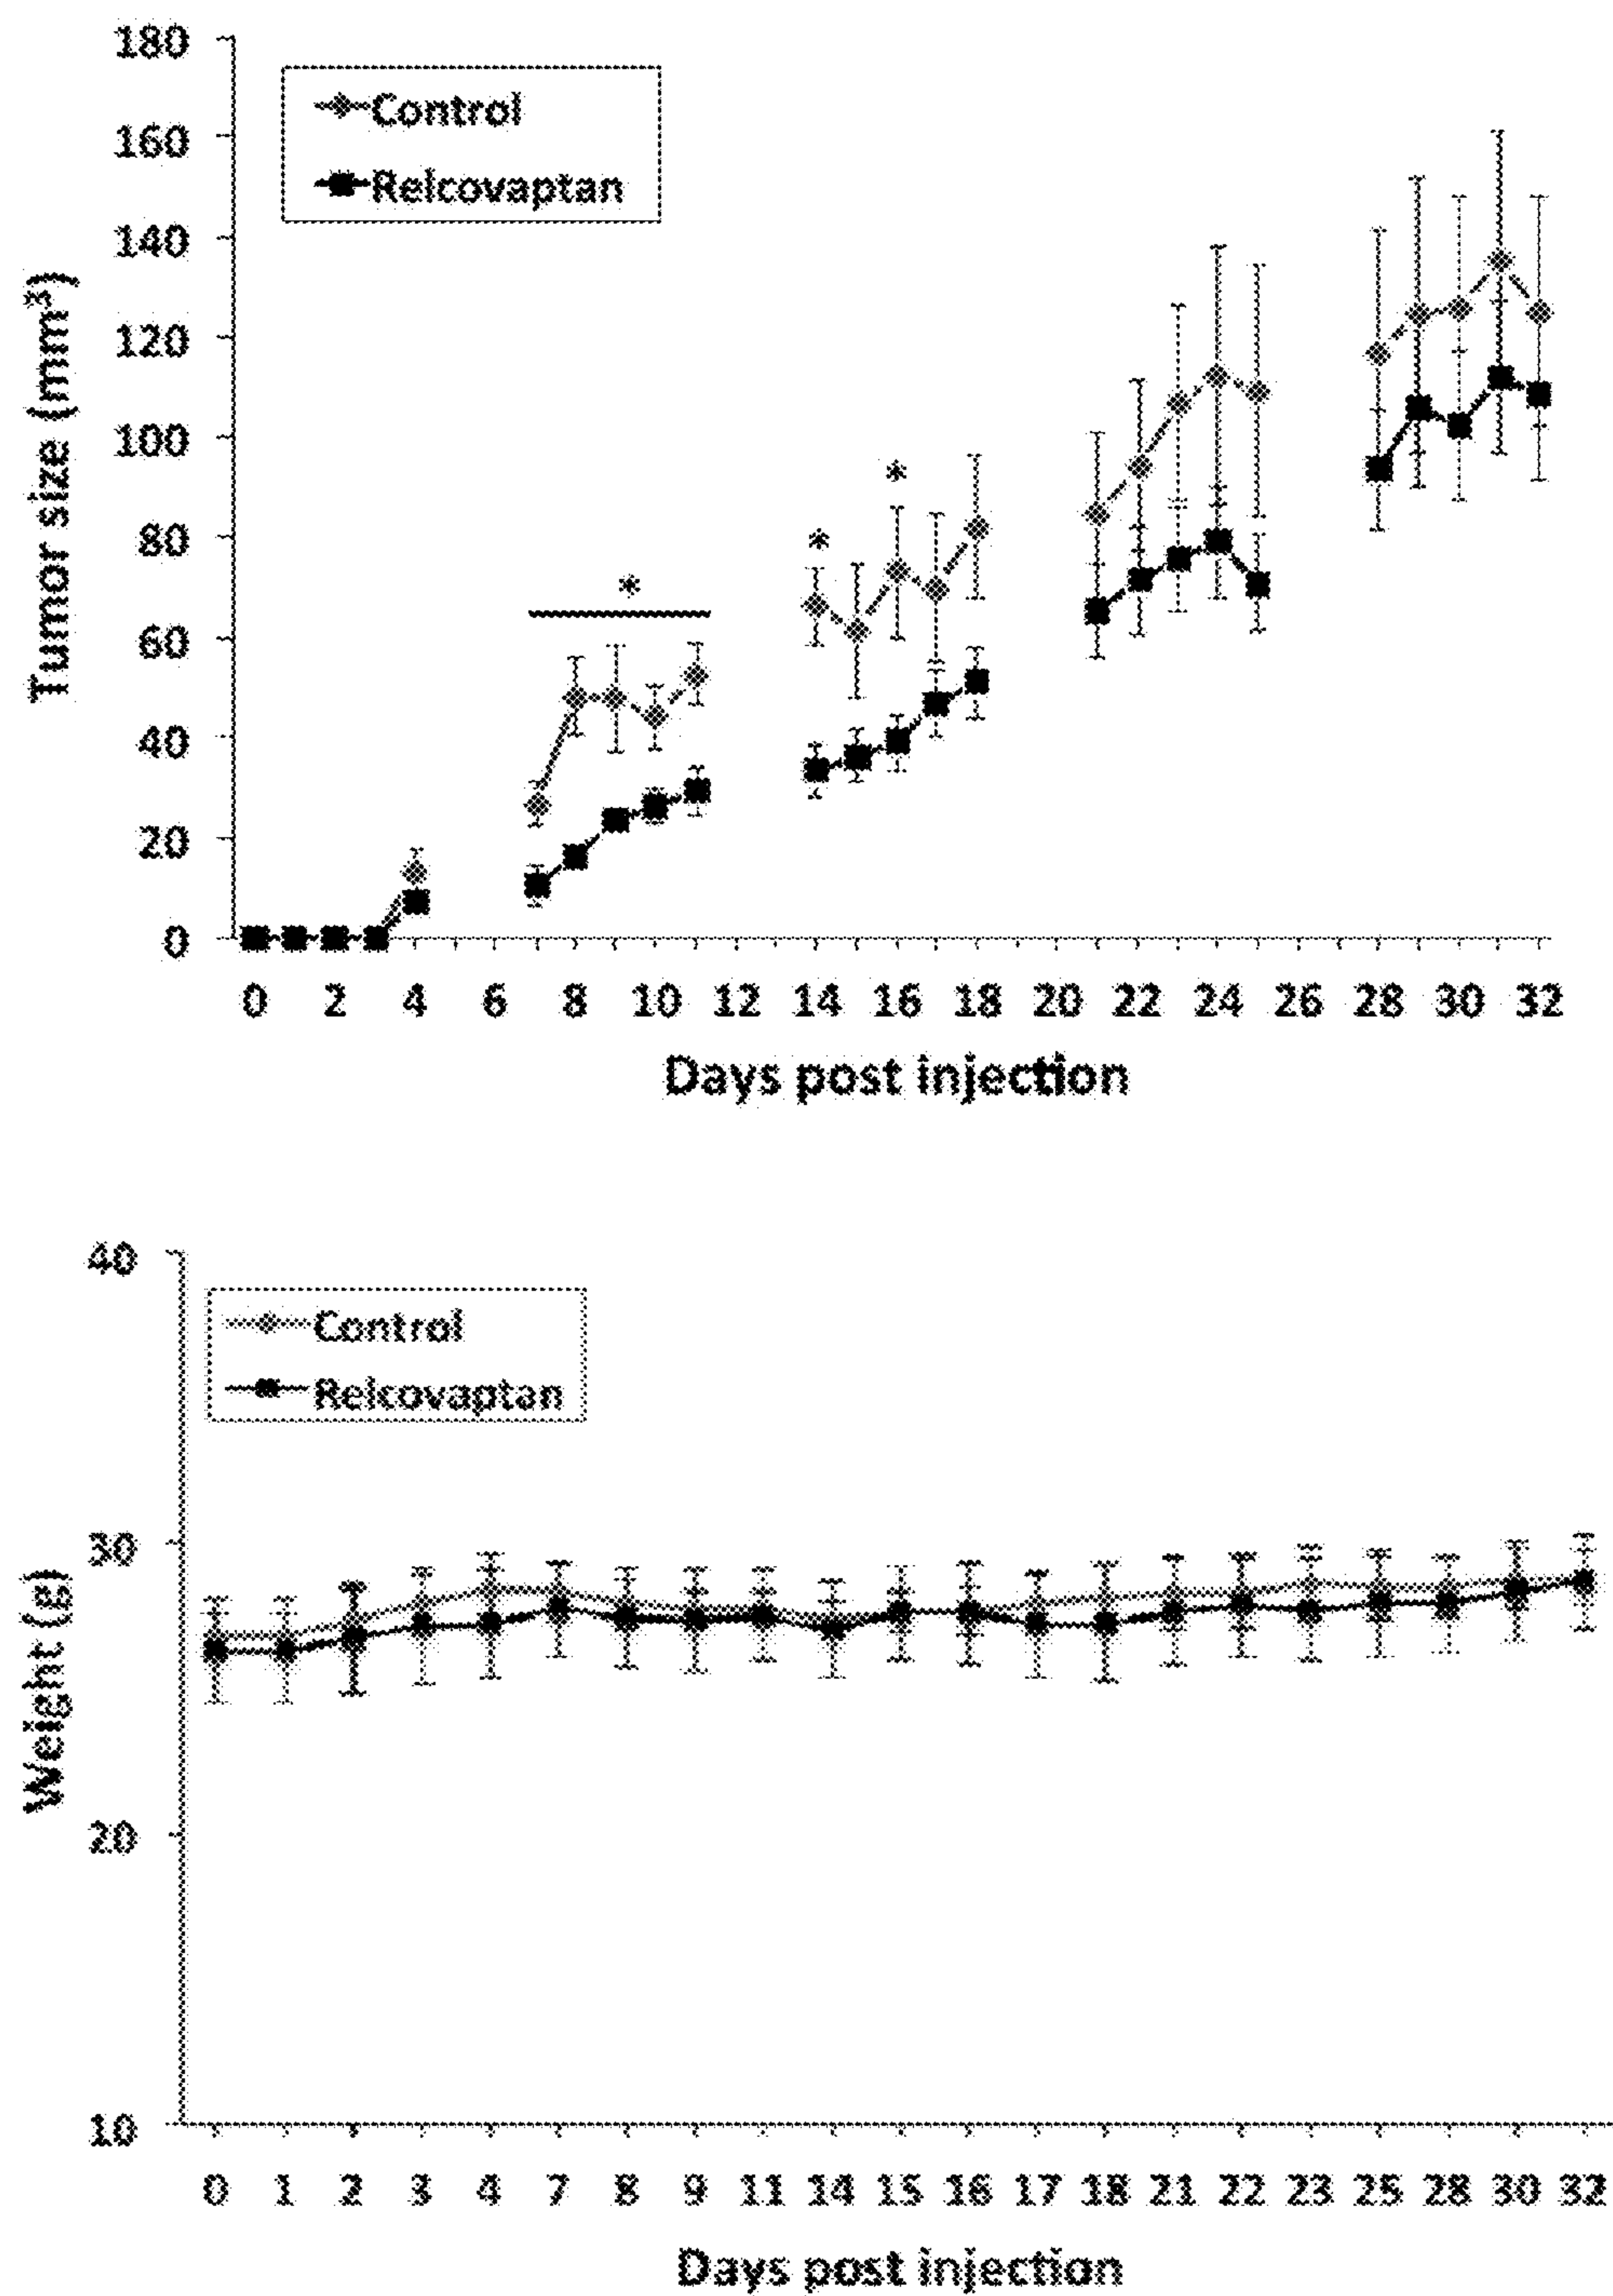 180
160
140
120
100
80
60
40
20
0
Tumor size (mm³)
Control
Relcovaptan
*
*
*
0 2 4 6 8 10 12 14 16 18 20 22 24 26 28 30 32
Days post injection
40
30
20
10
Weight (g)
Control
Relcovaptan
0 1 2 3 4 7 8 9 11 14 15 16 17 18 21 22 23 25 28 30 32
Days post injection